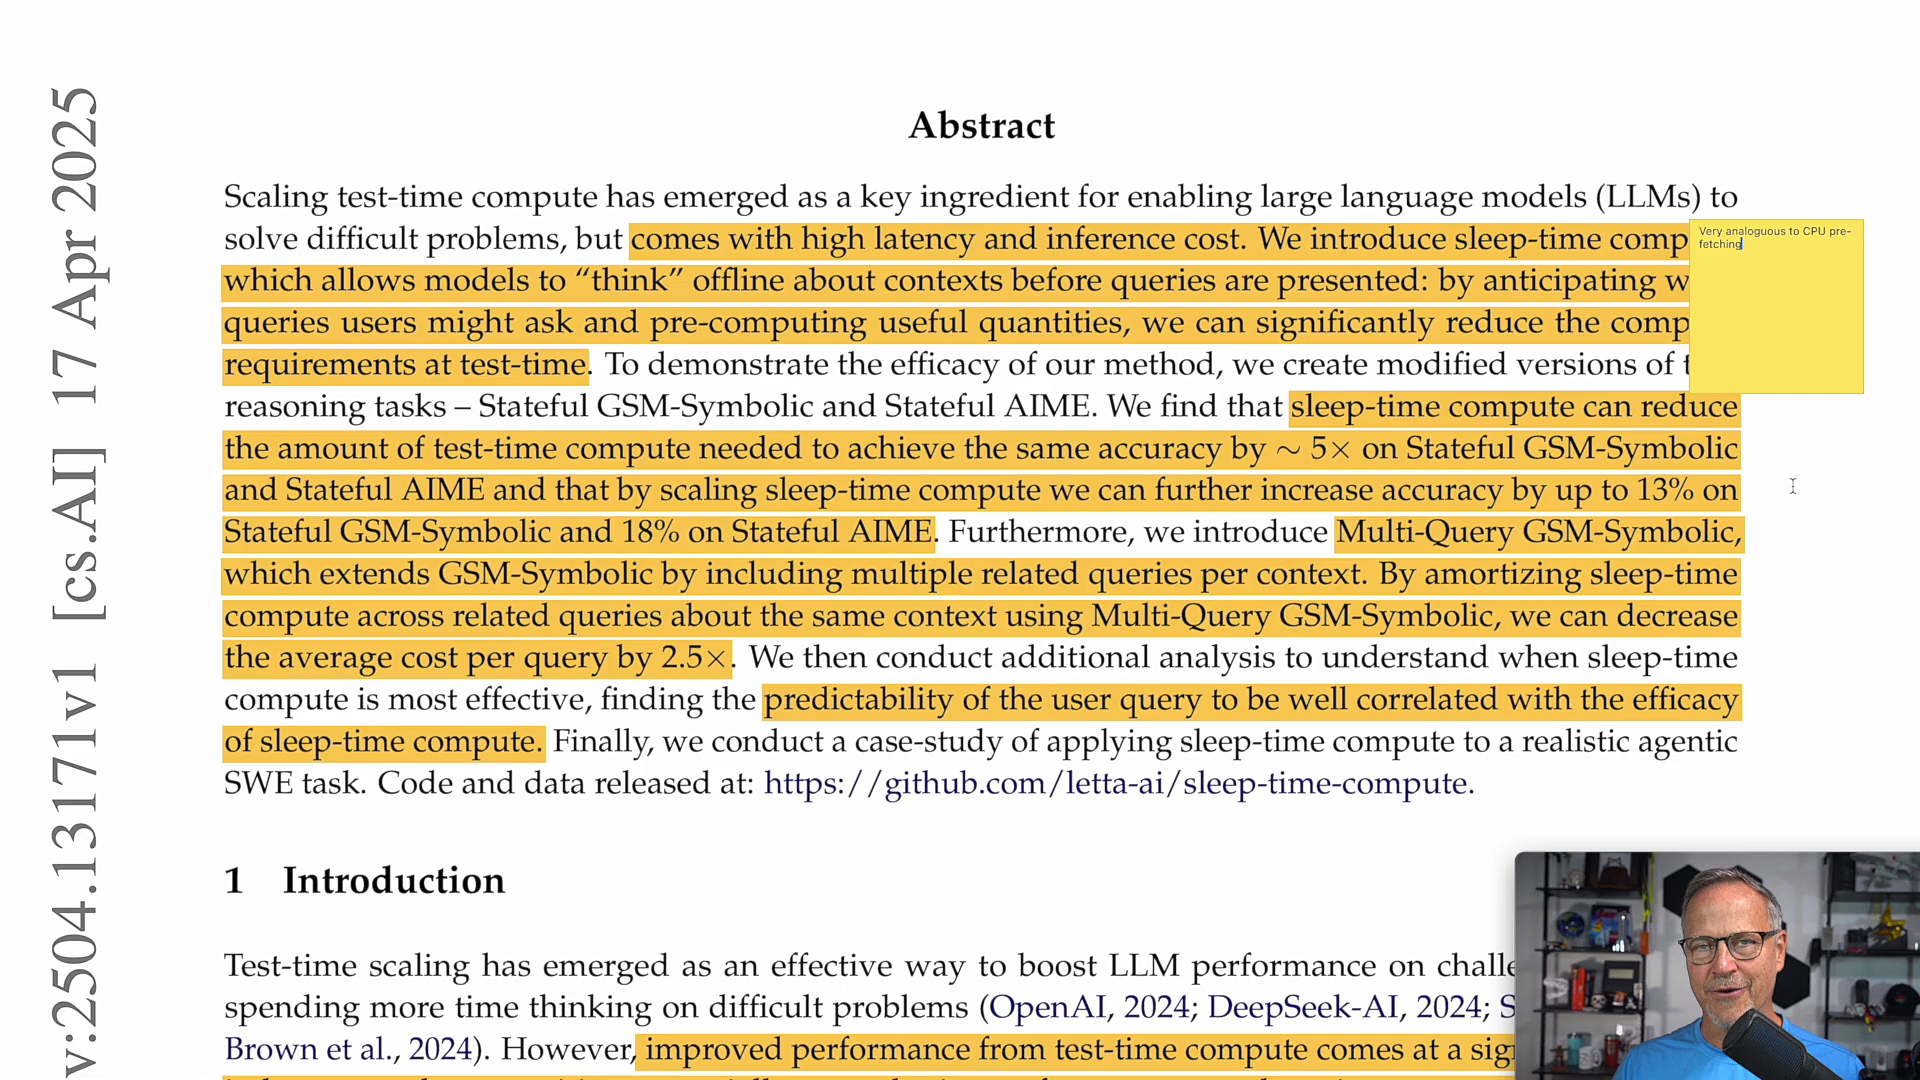 v:2504.13171v1 [cs.AI] 17 Apr 2025
Abstract
Scaling test-time compute has emerged as a key ingredient for enabling large language models (LLMs) to
solve difficult problems, but comes with high latency and inference cost. We introduce sleep-time comp
which allows models to “think” offline about contexts before queries are presented: by anticipating w
queries users might ask and pre-computing useful quantities, we can significantly reduce the comp
requirements at test-time. To demonstrate the efficacy of our method, we create modified versions of t
reasoning tasks – Stateful GSM-Symbolic and Stateful AIME. We find that sleep-time compute can reduce
the amount of test-time compute needed to achieve the same accuracy by ∼ 5× on Stateful GSM-Symbolic
and Stateful AIME and that by scaling sleep-time compute we can further increase accuracy by up to 13% on
Stateful GSM-Symbolic and 18% on Stateful AIME. Furthermore, we introduce Multi-Query GSM-Symbolic,
which extends GSM-Symbolic by including multiple related queries per context. By amortizing sleep-time
compute across related queries about the same context using Multi-Query GSM-Symbolic, we can decrease
the average cost per query by 2.5×. We then conduct additional analysis to understand when sleep-time
compute is most effective, finding the predictability of the user query to be well correlated with the efficacy
of sleep-time compute. Finally, we conduct a case-study of applying sleep-time compute to a realistic agentic
SWE task. Code and data released at: https://github.com/letta-ai/sleep-time-compute.
Very analoguous to CPU pre-
fetching
1 Introduction
Test-time scaling has emerged as an effective way to boost LLM performance on challe
spending more time thinking on difficult problems (OpenAI, 2024; DeepSeek-AI, 2024; S
Brown et al., 2024). However, improved performance from test-time compute comes at a sig